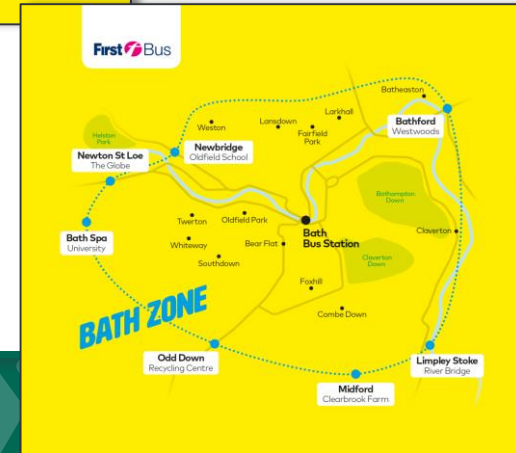 First Bus
Batheaston
Larkhall
Lansdown
Weston
Fairfield
Park
Bathford
Westwoods
Helston
Park
Newbridge
Oldfield School
Newton St Loe
The Globe
Bathampton
Down
Twerton
Oldfield Park
Bath
Bus Station
Claverton
Bath Spa
University
Whiteway
Bear Flat
Southdown
Claverton
Down
Foxhill
Combe Down
BATH ZONE
Odd Down
Recycling Centre
Limpley Stoke
River Bridge
Midford
Clearbrook Farm